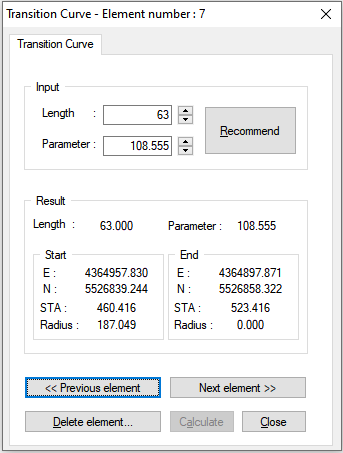 Transition Curve - Element number : 7
Transition Curve
Input
Length : 63
Parameter : 108.555
Recommend
Result
Length : 63.000 Parameter : 108.555
Start End
E : 4364957.830 E : 4364897.871
N : 5526839.244 N : 5526858.322
STA : 460.416 STA : 523.416
Radius : 187.049 Radius : 0.000
<< Previous element Next element >>
Delete element... Calculate Close